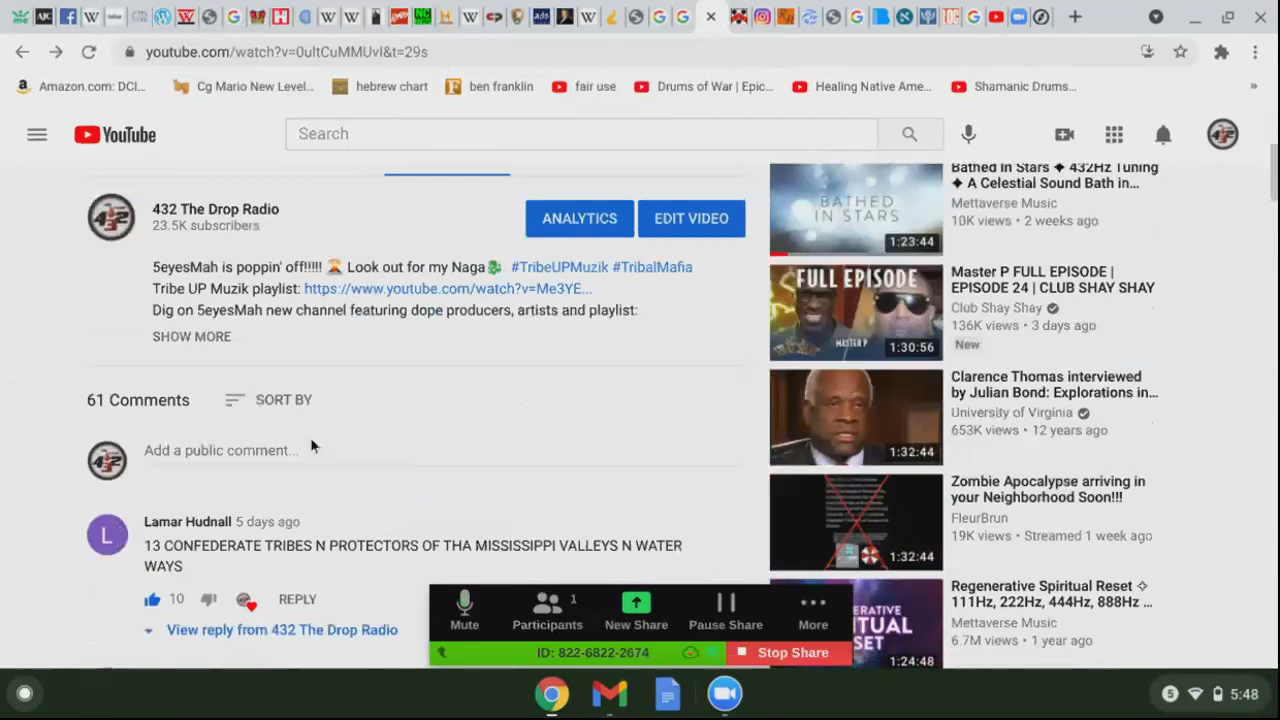 youtube.com/watch?v=0ultCuMMUvI&t=29s
Amazon.com: DCI...
Cg Mario New Level...
hebrew chart
ben franklin
fair use
Drums of War | Epic...
Healing Native Ame...
Shamanic Drums...
»
YouTube
Search
432 The Drop Radio
23.5K subscribers
ANALYTICS
EDIT VIDEO
5eyesMah is poppin' off!!!!! 🌋 Look out for my Naga🐉 #TribeUPMuzik #TribalMafia
Tribe UP Muzik playlist: https://www.youtube.com/watch?v=Me3YE...
Dig on 5eyesMah new channel featuring dope producers, artists and playlist:
SHOW MORE
61 Comments
SORT BY
Add a public comment...
Lamar Hudnall 5 days ago
13 CONFEDERATE TRIBES N PROTECTORS OF THA MISSISSIPPI VALLEYS N WATER
WAYS
10
REPLY
View reply from 432 The Drop Radio
BATHED
IN STARS
1:23:44
Bathed In Stars ✦ 432Hz Tuning
✦ A Celestial Sound Bath in...
Mettaverse Music
10K views • 2 weeks ago
FULL EPISODE
MASTER P
1:30:56
Master P FULL EPISODE |
EPISODE 24 | CLUB SHAY SHAY
Club Shay Shay
136K views • 3 days ago
New
1:32:44
Clarence Thomas interviewed
by Julian Bond: Explorations in...
University of Virginia
653K views • 12 years ago
1:32:44
Zombie Apocalypse arriving in
your Neighborhood Soon!!!
FleurBrun
19K views • Streamed 1 week ago
1:24:48
Regenerative Spiritual Reset ✧
111Hz, 222Hz, 444Hz, 888Hz ...
Mettaverse Music
6.7M views • 1 year ago
Mute
Participants
1
New Share
Pause Share
More
ID: 822-6822-2674
Stop Share
5
5:48